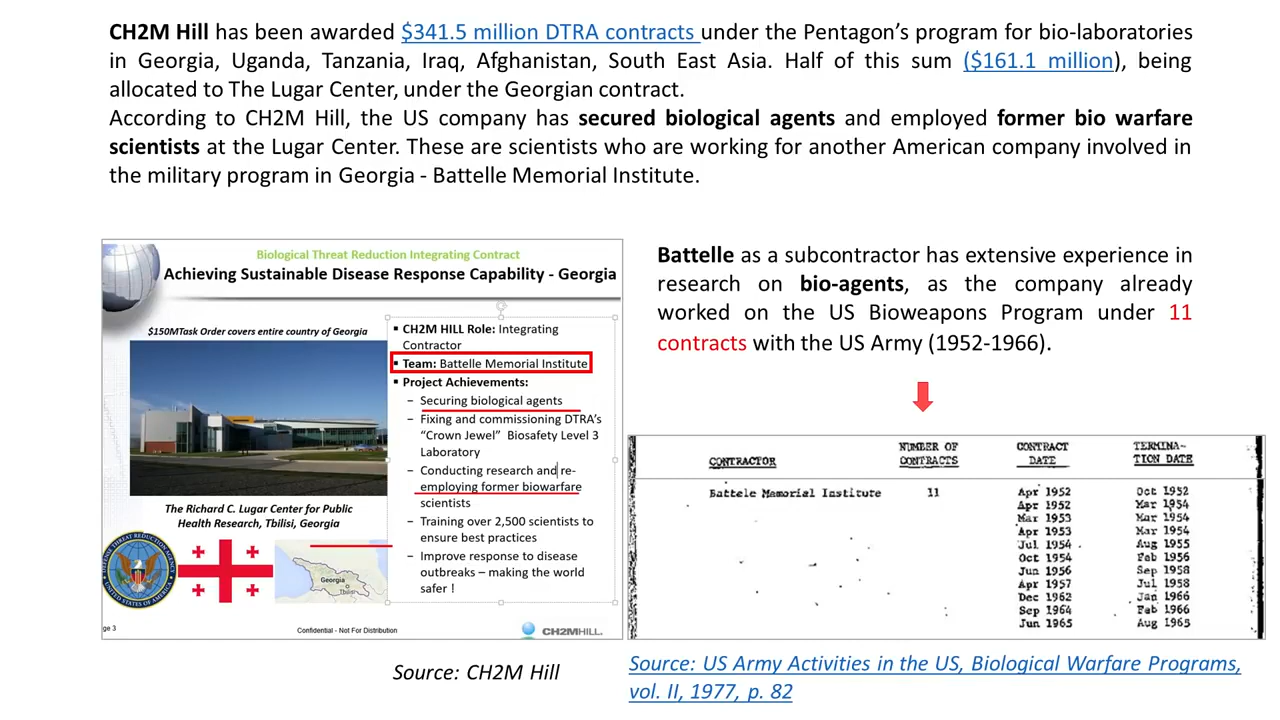 CH2M Hill has been awarded $341.5 million DTRA contracts under the Pentagon's program for bio-laboratories
in Georgia, Uganda, Tanzania, Iraq, Afghanistan, South East Asia. Half of this sum ($161.1 million), being
allocated to The Lugar Center, under the Georgian contract.
According to CH2M Hill, the US company has secured biological agents and employed former bio warfare
scientists at the Lugar Center. These are scientists who are working for another American company involved in
the military program in Georgia - Battelle Memorial Institute.
Biological Threat Reduction Integrating Contract
Achieving Sustainable Disease Response Capability - Georgia
$150MTask Order covers entire country of Georgia
The Richard C. Lugar Center for Public
Health Research, Tbilisi, Georgia
DEFENSE THREAT REDUCTION AGENCY
UNITED STATES OF AMERICA
Georgia
Tbilisi
▪ CH2M HILL Role: Integrating
Contractor
▪ Team: Battelle Memorial Institute
▪ Project Achievements:
– Securing biological agents
– Fixing and commissioning DTRA's
"Crown Jewel" Biosafety Level 3
Laboratory
– Conducting research and re-
employing former biowarfare
scientists
– Training over 2,500 scientists to
ensure best practices
– Improve response to disease
outbreaks – making the world
safer !
ge 3
Confidential - Not For Distribution
CH2MHILL.
Source: CH2M Hill
Battelle as a subcontractor has extensive experience in
research on bio-agents, as the company already
worked on the US Bioweapons Program under 11
contracts with the US Army (1952-1966).
CONTRACTOR NUMBER OF CONTRACTS CONTRACT DATE TERMINA-TION DATE
Battele Memorial Institute 11 Apr 1952 Oct 1952
Apr 1952 Mar 1954
Mar 1953 Mar 1954
Apr 1953 Mar 1954
Jul 1954 Aug 1955
Oct 1954 Feb 1956
Jun 1956 Sep 1958
Apr 1957 Jul 1958
Dec 1962 Jan 1966
Sep 1964 Feb 1966
Jun 1965 Aug 1965
Source: US Army Activities in the US, Biological Warfare Programs,
vol. II, 1977, p. 82